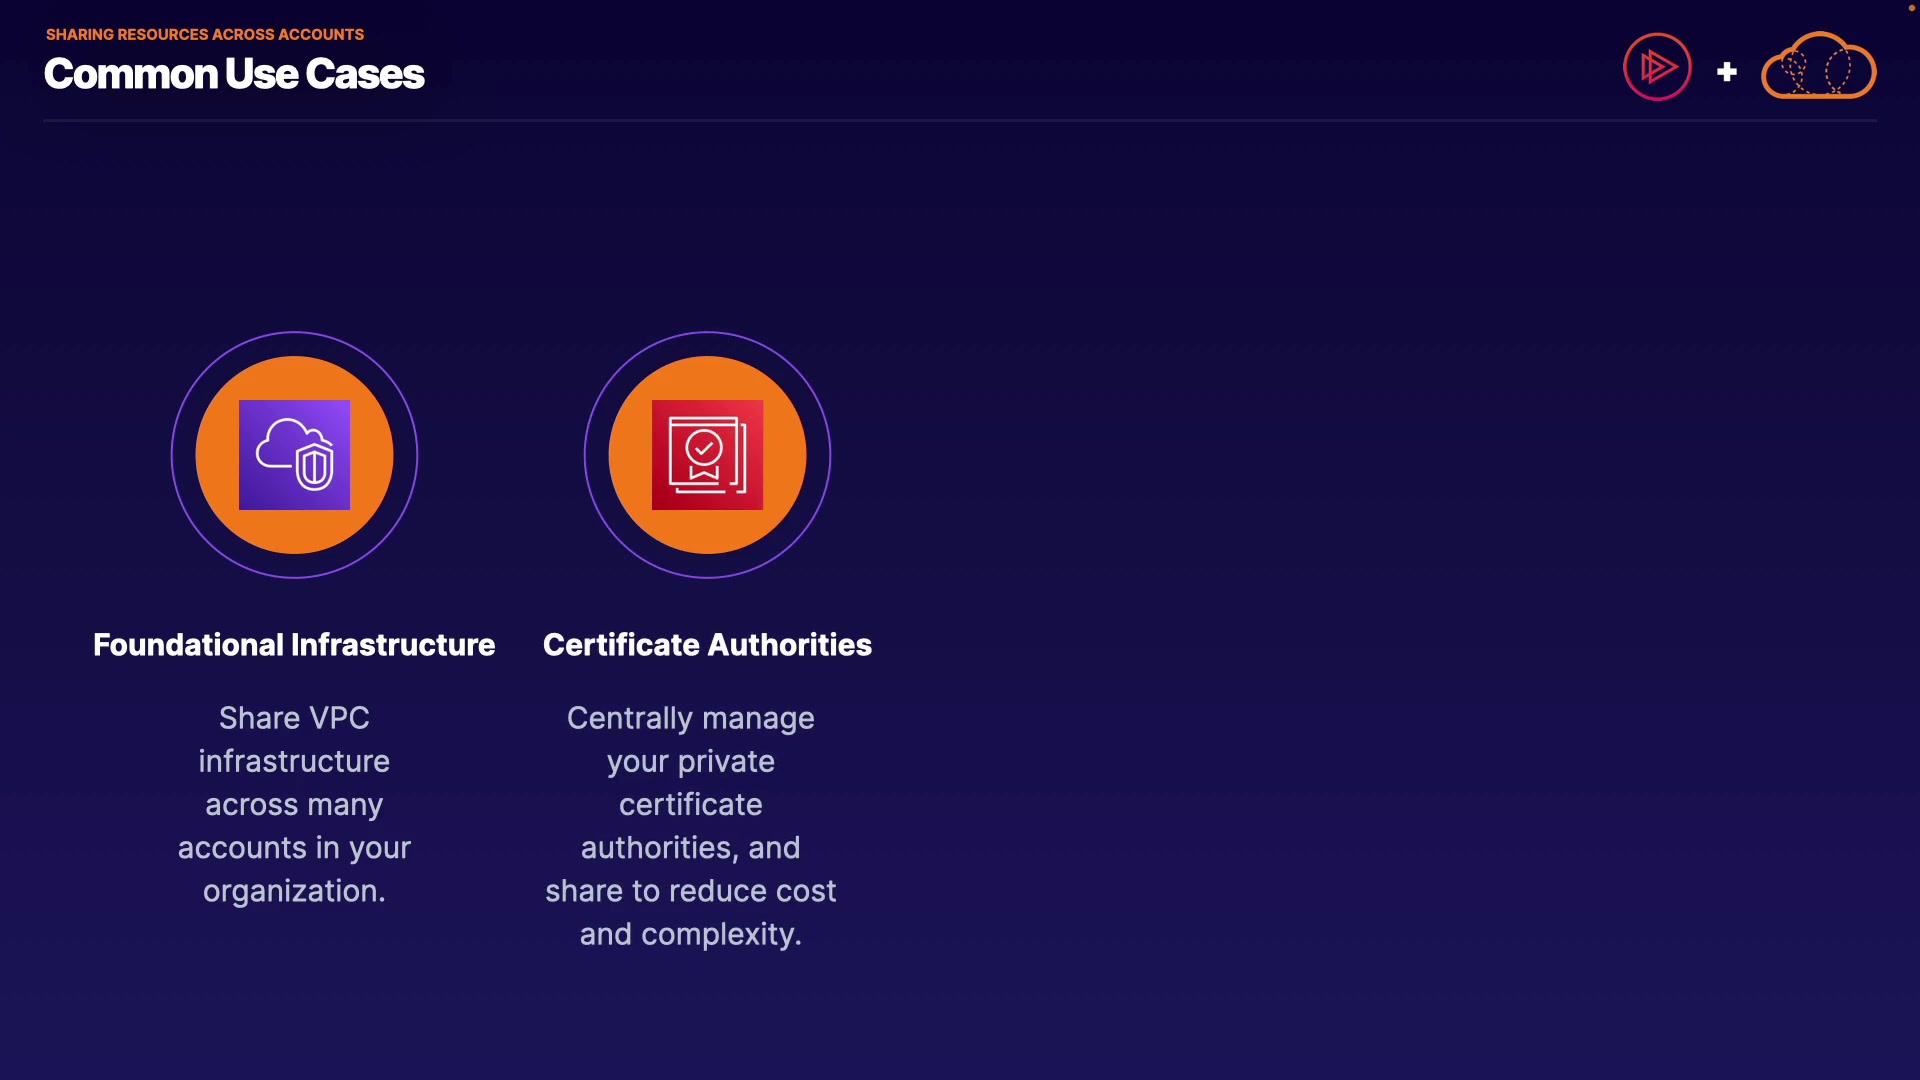 SHARING RESOURCES ACROSS ACCOUNTS
Common Use Cases
Foundational Infrastructure
Share VPC
infrastructure
across many
accounts in your
organization.
Certificate Authorities
Centrally manage
your private
certificate
authorities, and
share to reduce cost
and complexity.